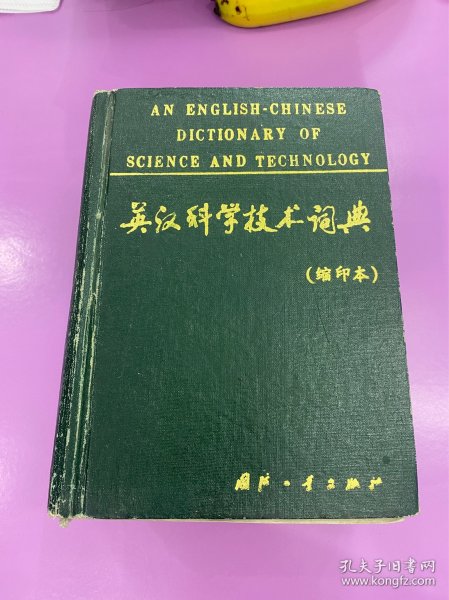 AN ENGLISH-CHINESE
DICTIONARY OF
SCIENCE AND TECHNOLOGY
英汉科学技术词典
(缩印本)
国防工业出版社
孔夫子旧书网
www.kongfz.com